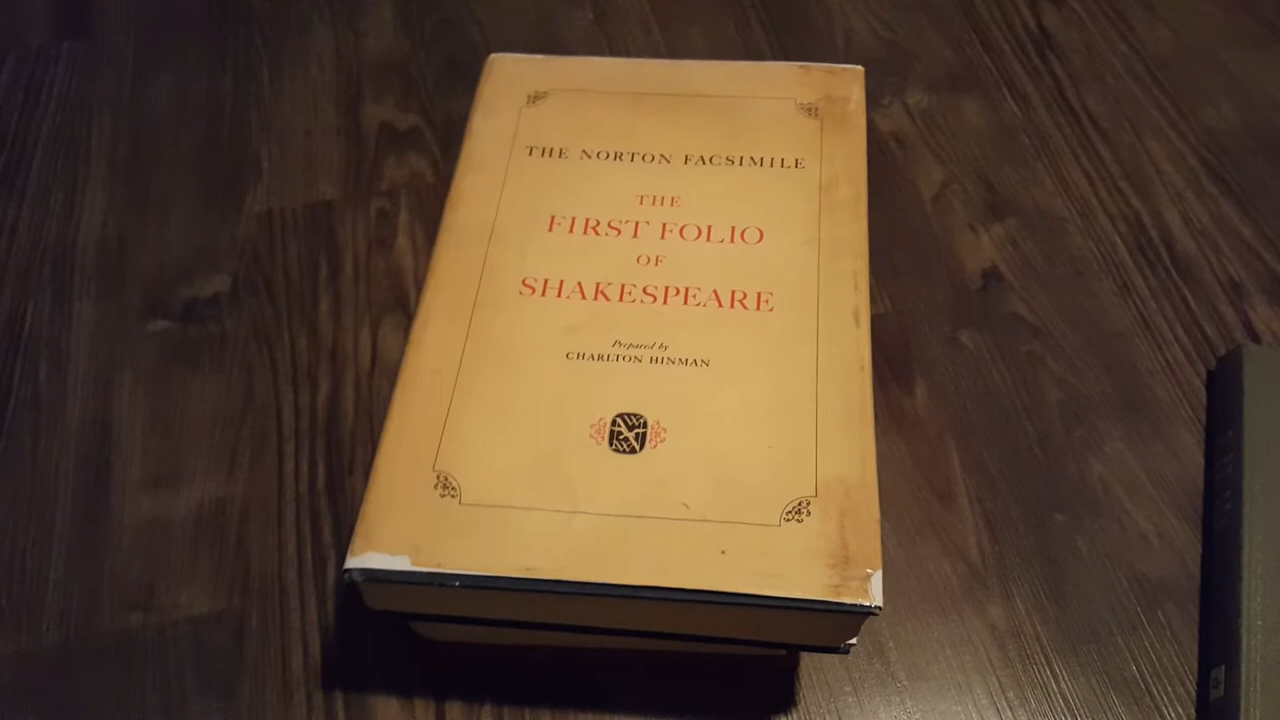 THE NORTON FACSIMILE
THE
FIRST FOLIO
OF
SHAKESPEARE
Prepared by
CHARLTON HINMAN